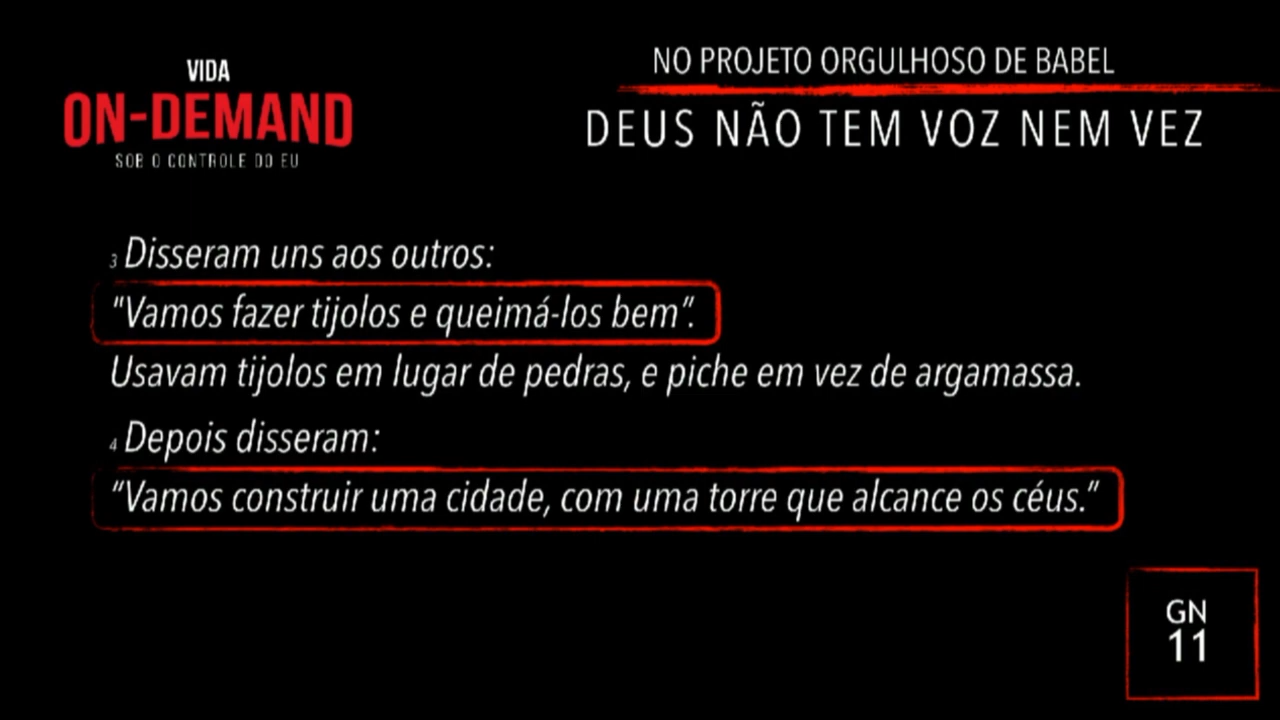 VIDA
ON-DEMAND
SOB O CONTROLE DO EU
NO PROJETO ORGULHOSO DE BABEL
DEUS NÃO TEM VOZ NEM VEZ
3 Disseram uns aos outros:
"Vamos fazer tijolos e queimá-los bem".
Usavam tijolos em lugar de pedras, e piche em vez de argamassa.
4 Depois disseram:
“Vamos construir uma cidade, com uma torre que alcance os céus.”
GN
11